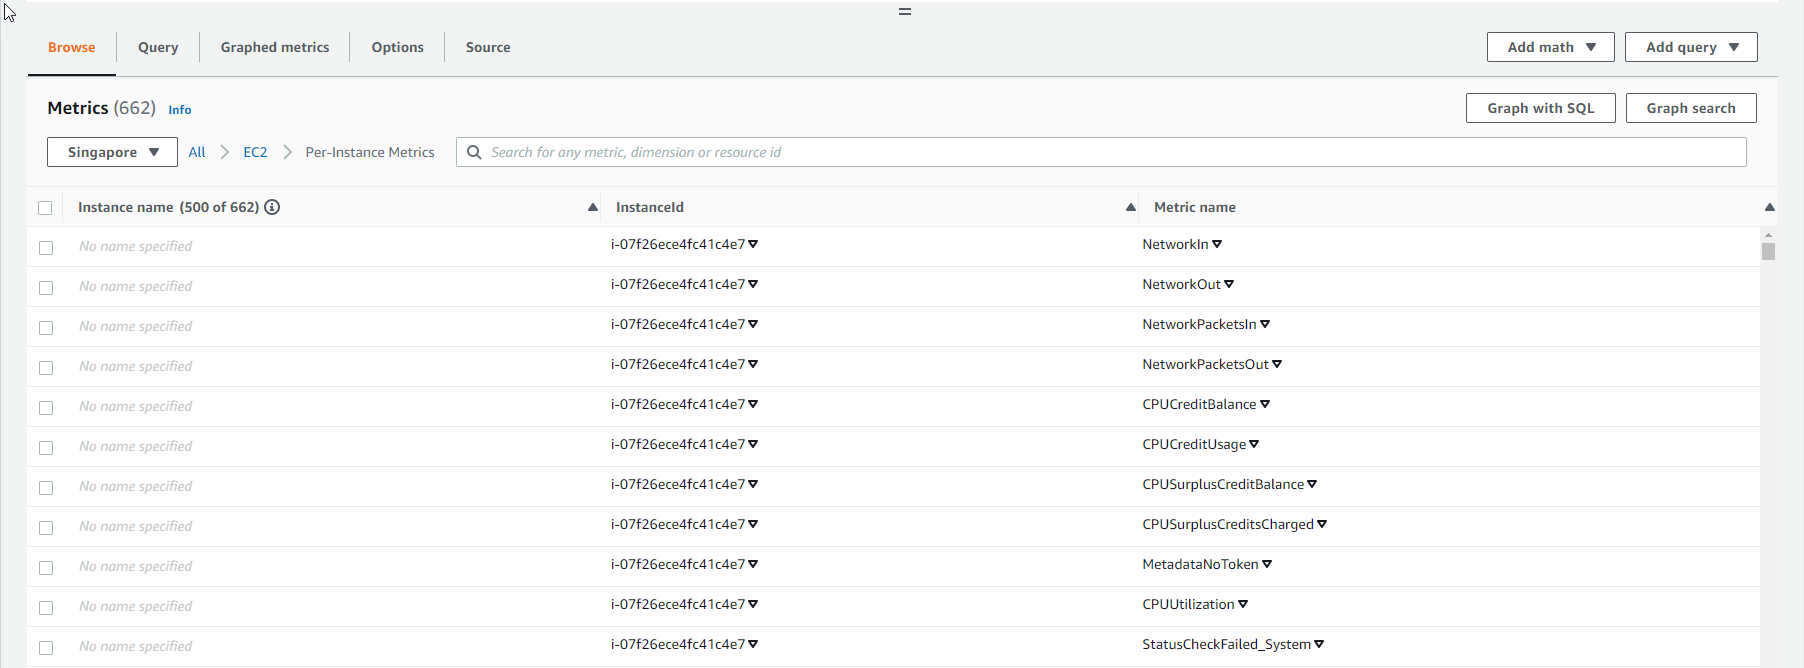 Browse Query Graphed metrics Options Source Add math Add query
Metrics (662) Info Graph with SQL Graph search
Singapore All EC2 Per-Instance Metrics Search for any metric, dimension or resource id
Instance name (500 of 662) InstanceId Metric name
No name specified i-07f26ece4fc41c4e7 NetworkIn
No name specified i-07f26ece4fc41c4e7 NetworkOut
No name specified i-07f26ece4fc41c4e7 NetworkPacketsIn
No name specified i-07f26ece4fc41c4e7 NetworkPacketsOut
No name specified i-07f26ece4fc41c4e7 CPUCreditBalance
No name specified i-07f26ece4fc41c4e7 CPUCreditUsage
No name specified i-07f26ece4fc41c4e7 CPUSurplusCreditBalance
No name specified i-07f26ece4fc41c4e7 CPUSurplusCreditsCharged
No name specified i-07f26ece4fc41c4e7 MetadataNoToken
No name specified i-07f26ece4fc41c4e7 CPUUtilization
No name specified i-07f26ece4fc41c4e7 StatusCheckFailed_System